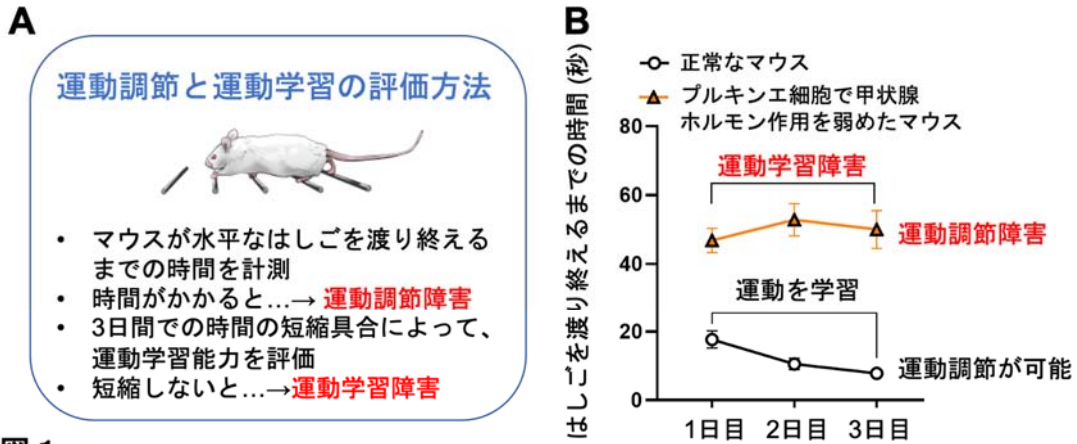 A
運動調節と運動学習の評価方法
• マウスが水平なはしごを渡り終える
までの時間を計測
• 時間がかかると…→ 運動調節障害
• 3日間での時間の短縮具合によって、
運動学習能力を評価
• 短縮しないと…→運動学習障害
B
はしごを渡り終えるまでの時間 (秒)
正常なマウス
プルキンエ細胞で甲状腺
ホルモン作用を弱めたマウス
80
60
40
20
0
運動学習障害
運動調節障害
運動を学習
運動調節が可能
1日目 2日目 3日目